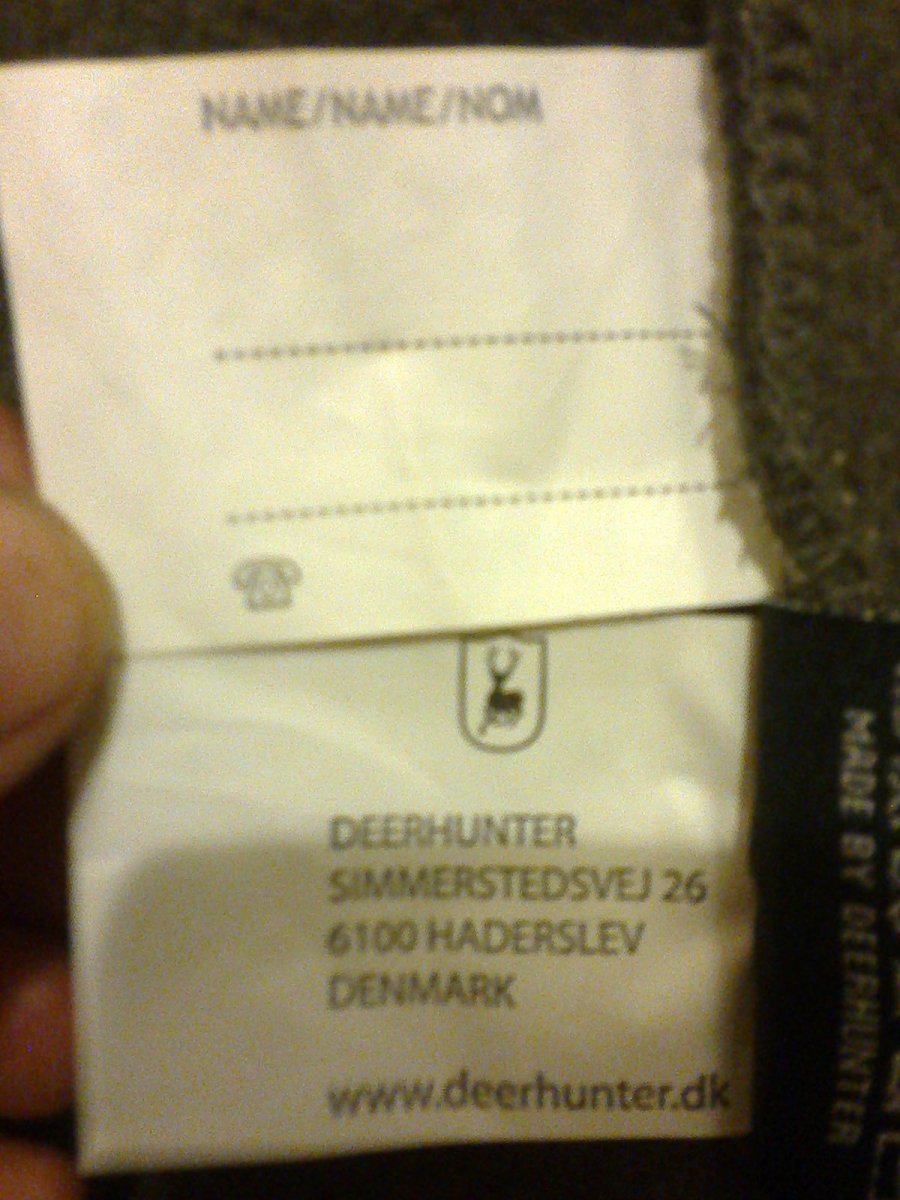 NAME/NAME/NOM
DEERHUNTER
SIMMERSTEDSVEJ 26
6100 HADERSLEV
DENMARK
www.deerhunter.dk
MADE BY DEERHUNTER